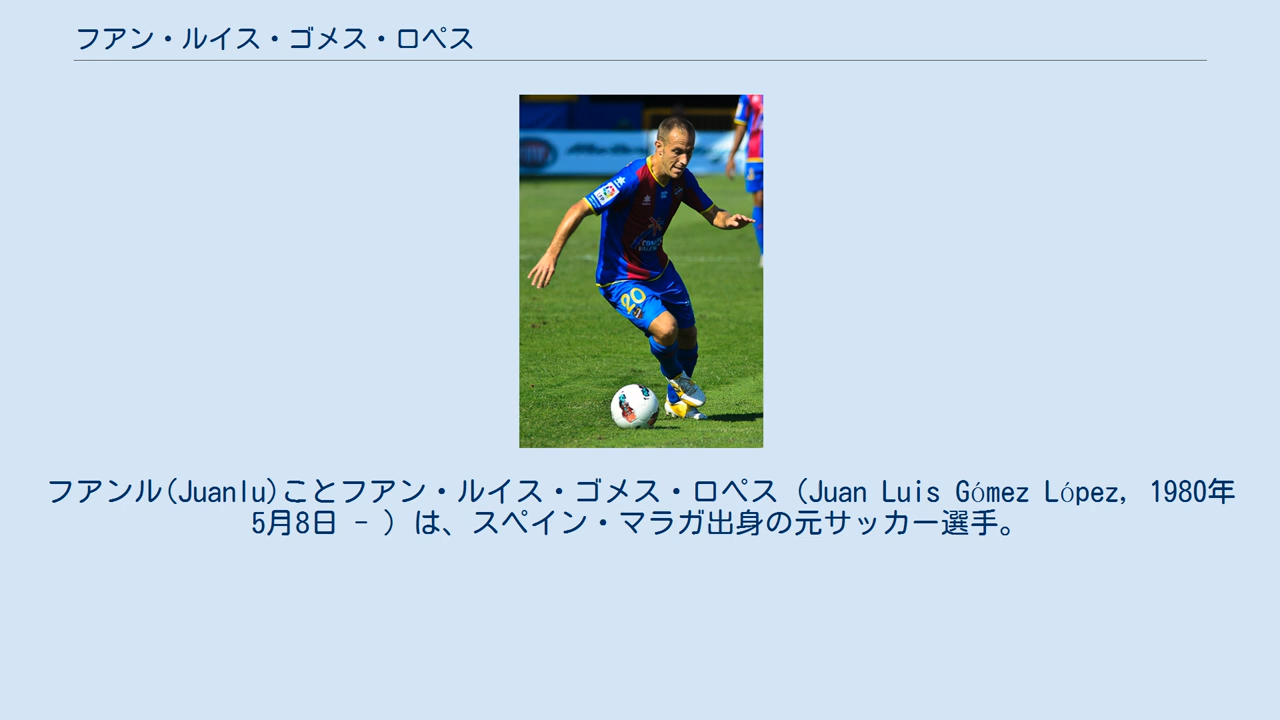 フアン・ルイス・ゴメス・ロペス
20
フアンル(Juanlu)ことフアン・ルイス・ゴメス・ロペス（Juan Luis Gómez López, 1980年
5月8日 - ）は、スペイン・マラガ出身の元サッカー選手。